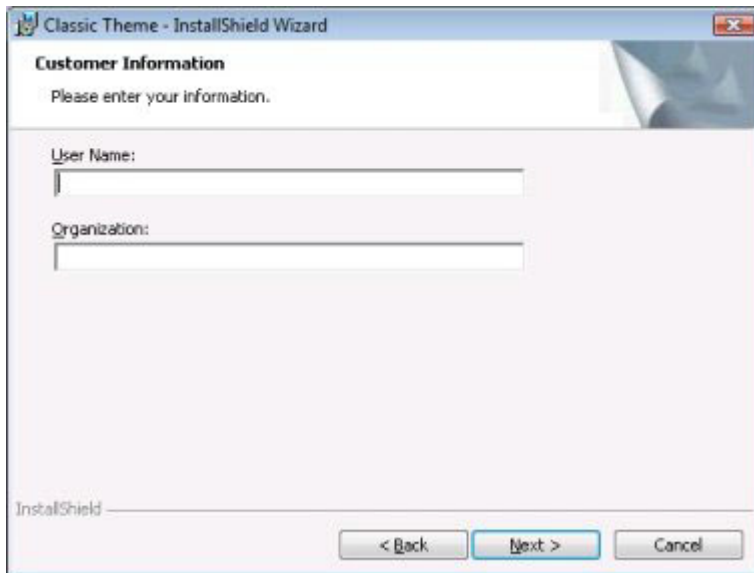 Classic Theme - InstallShield Wizard
Customer Information
Please enter your information.
User Name:
Organization:
InstallShield
< Back
Next >
Cancel